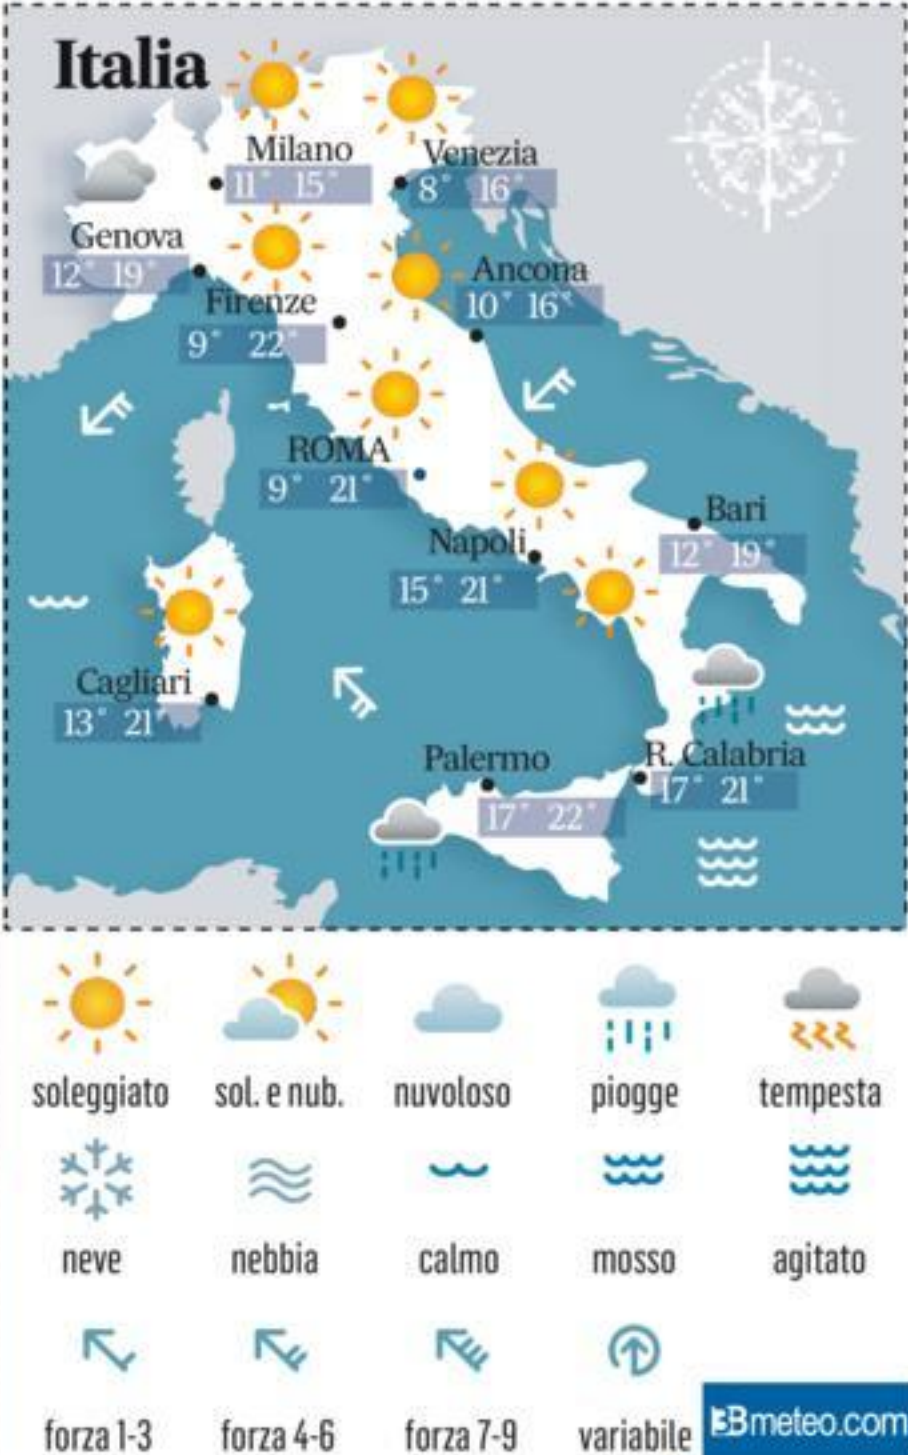 Italia
Milano
11° 15°
Venezia
8° 16°
Genova
12° 19°
Ancona
10° 16°
Firenze
9° 22°
ROMA
9° 21°
Bari
12° 19°
Napoli
15° 21°
Cagliari
13° 21°
Palermo
17° 22°
R. Calabria
17° 21°
soleggiato
sol. e nub.
nuvoloso
piogge
tempesta
neve
nebbia
calmo
mosso
agitato
forza 1-3
forza 4-6
forza 7-9
variabile
3Bmeteo.com